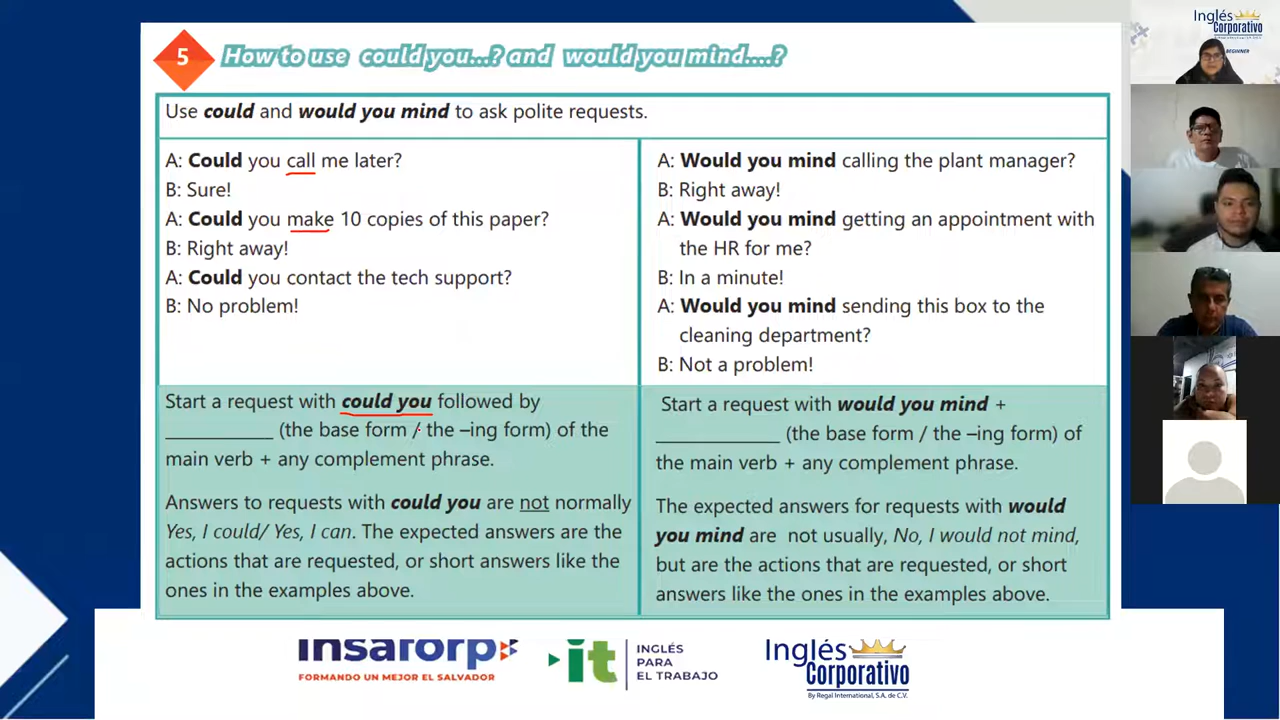 5
How to use could you...? and would you mind....?
Use could and would you mind to ask polite requests.
A: Could you call me later?
B: Sure!
A: Could you make 10 copies of this paper?
B: Right away!
A: Could you contact the tech support?
B: No problem!
A: Would you mind calling the plant manager?
B: Right away!
A: Would you mind getting an appointment with
the HR for me?
B: In a minute!
A: Would you mind sending this box to the
cleaning department?
B: Not a problem!
Start a request with could you followed by
___________ (the base form / the –ing form) of the
main verb + any complement phrase.
Answers to requests with could you are not normally
Yes, I could/ Yes, I can. The expected answers are the
actions that are requested, or short answers like the
ones in the examples above.
Start a request with would you mind +
_____________ (the base form / the –ing form) of
the main verb + any complement phrase.
The expected answers for requests with would
you mind are not usually, No, I would not mind,
but are the actions that are requested, or short
answers like the ones in the examples above.
insaforp
FORMANDO UN MEJOR EL SALVADOR
it
INGLÉS
PARA
EL TRABAJO
Inglés
Corporativo
By Regal International, S.A. de C.V.
Inglés
Corporativo
BEGINNER